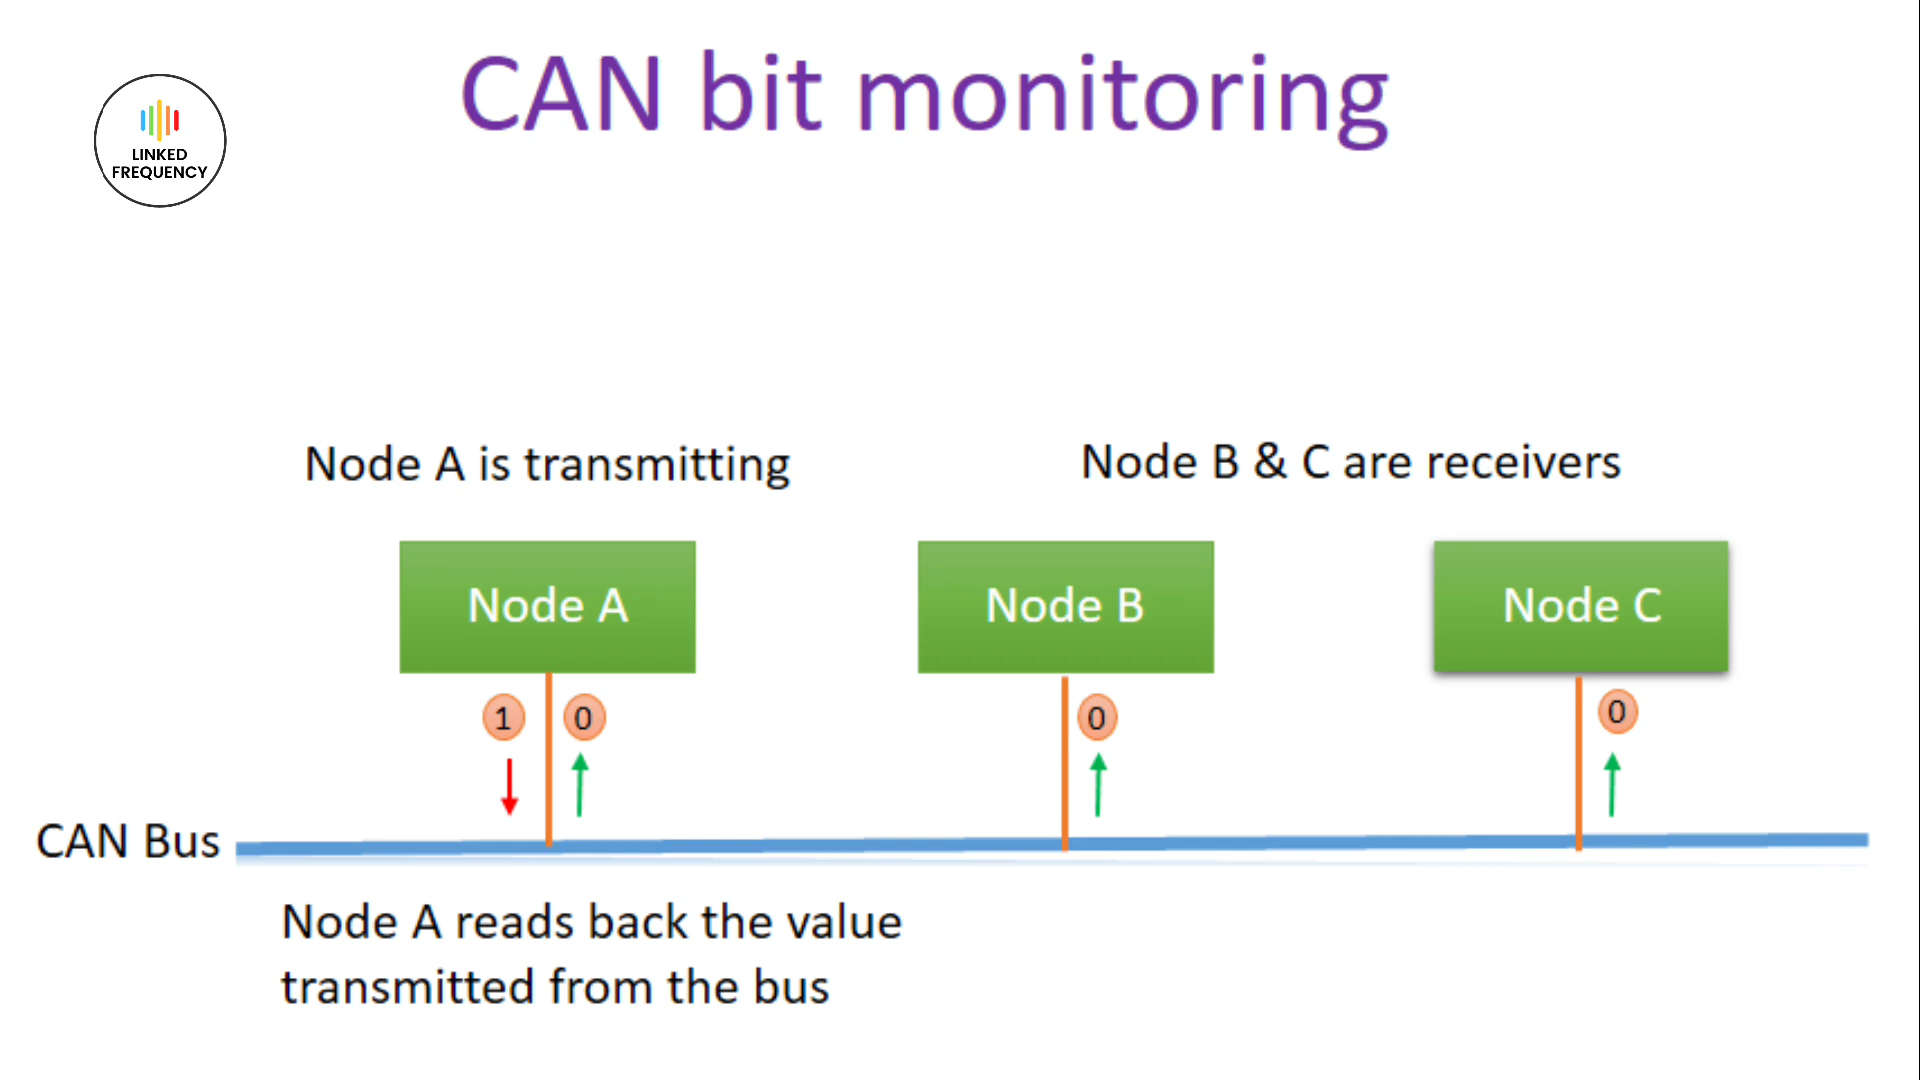 CAN bit monitoring
LINKED
FREQUENCY
Node A is transmitting
Node B & C are receivers
Node A
Node B
Node C
1
0
0
0
CAN Bus
Node A reads back the value
transmitted from the bus